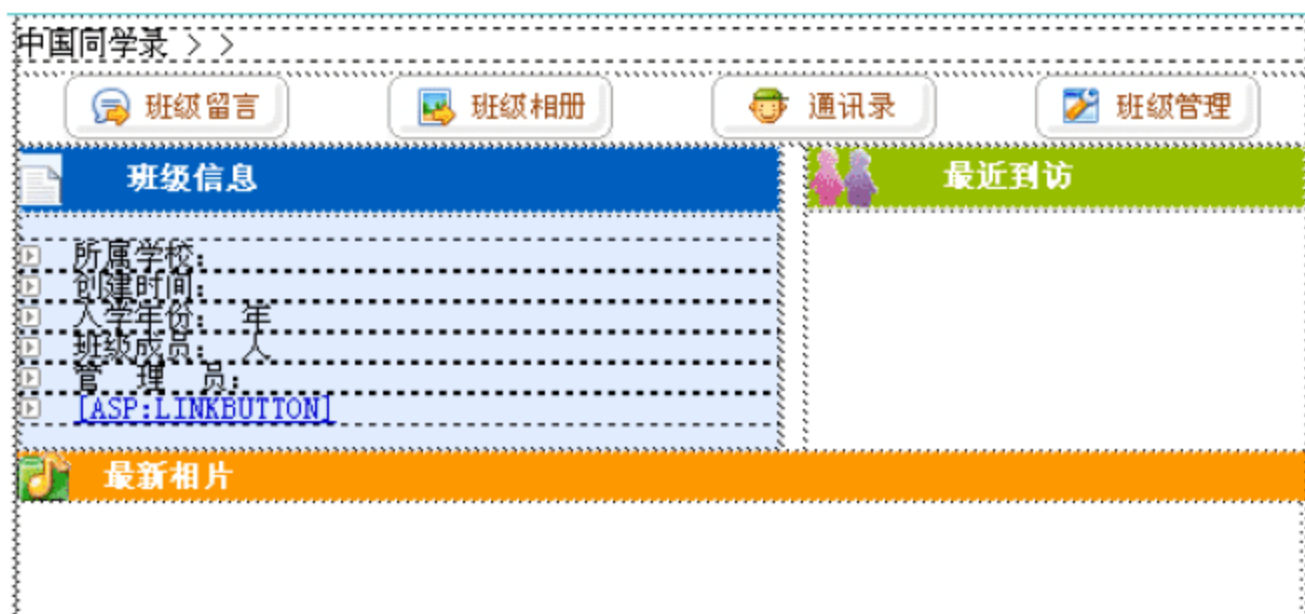 中国同学录 > >
班级留言 班级相册 通讯录 班级管理
班级信息 最近到访
所属学校：
创建时间：
入学年份： 年
班级成员： 人
管 理 员：
[ASP:LINKBUTTON]
最新相片